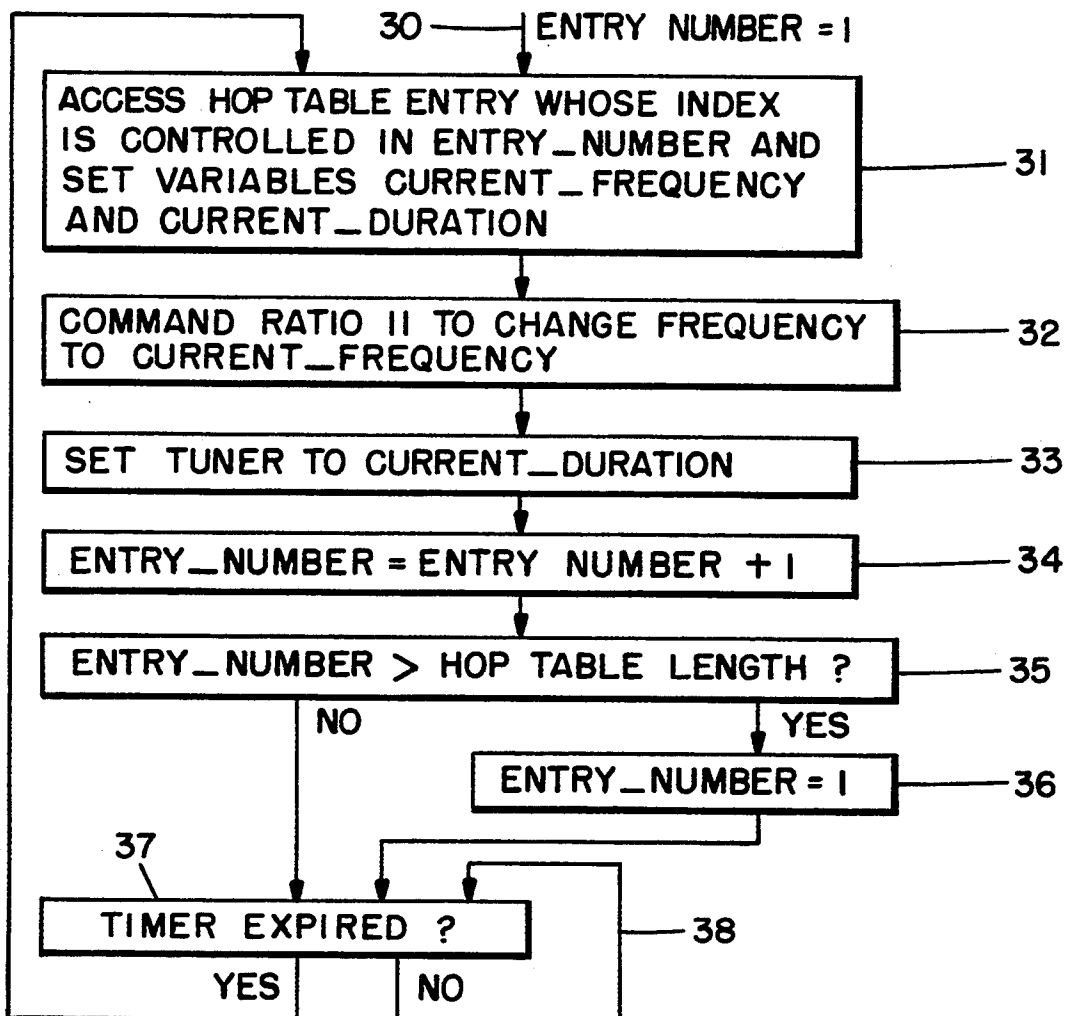 30
ENTRY NUMBER = 1
ACCESS HOP TABLE ENTRY WHOSE INDEX
IS CONTROLLED IN ENTRY_NUMBER AND
SET VARIABLES CURRENT_FREQUENCY
AND CURRENT_DURATION
31
COMMAND RATIO 11 TO CHANGE FREQUENCY
TO CURRENT_FREQUENCY
32
SET TUNER TO CURRENT_DURATION
33
ENTRY_NUMBER = ENTRY NUMBER + 1
34
ENTRY_NUMBER > HOP TABLE LENGTH ?
35
NO
YES
ENTRY_NUMBER = 1
36
37
TIMER EXPIRED ?
38
YES
NO